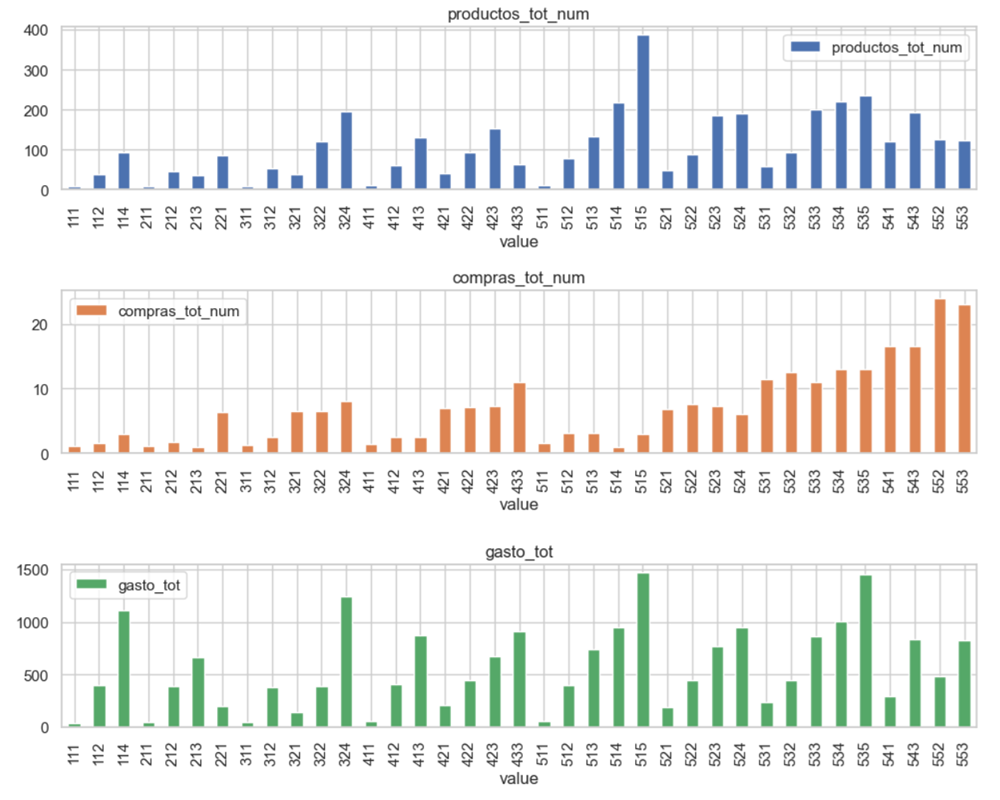 productos_tot_num
400
300
200
100
0
productos_tot_num
111 112 114 211 212 213 221 311 312 321 322 324 411 412 413 421 422 423 433 511 512 513 514 515 521 522 523 524 531 532 533 534 535 541 543 552 553
value
compras_tot_num
20
10
0
compras_tot_num
111 112 114 211 212 213 221 311 312 321 322 324 411 412 413 421 422 423 433 511 512 513 514 515 521 522 523 524 531 532 533 534 535 541 543 552 553
value
gasto_tot
1500
1000
500
0
gasto_tot
111 112 114 211 212 213 221 311 312 321 322 324 411 412 413 421 422 423 433 511 512 513 514 515 521 522 523 524 531 532 533 534 535 541 543 552 553
value